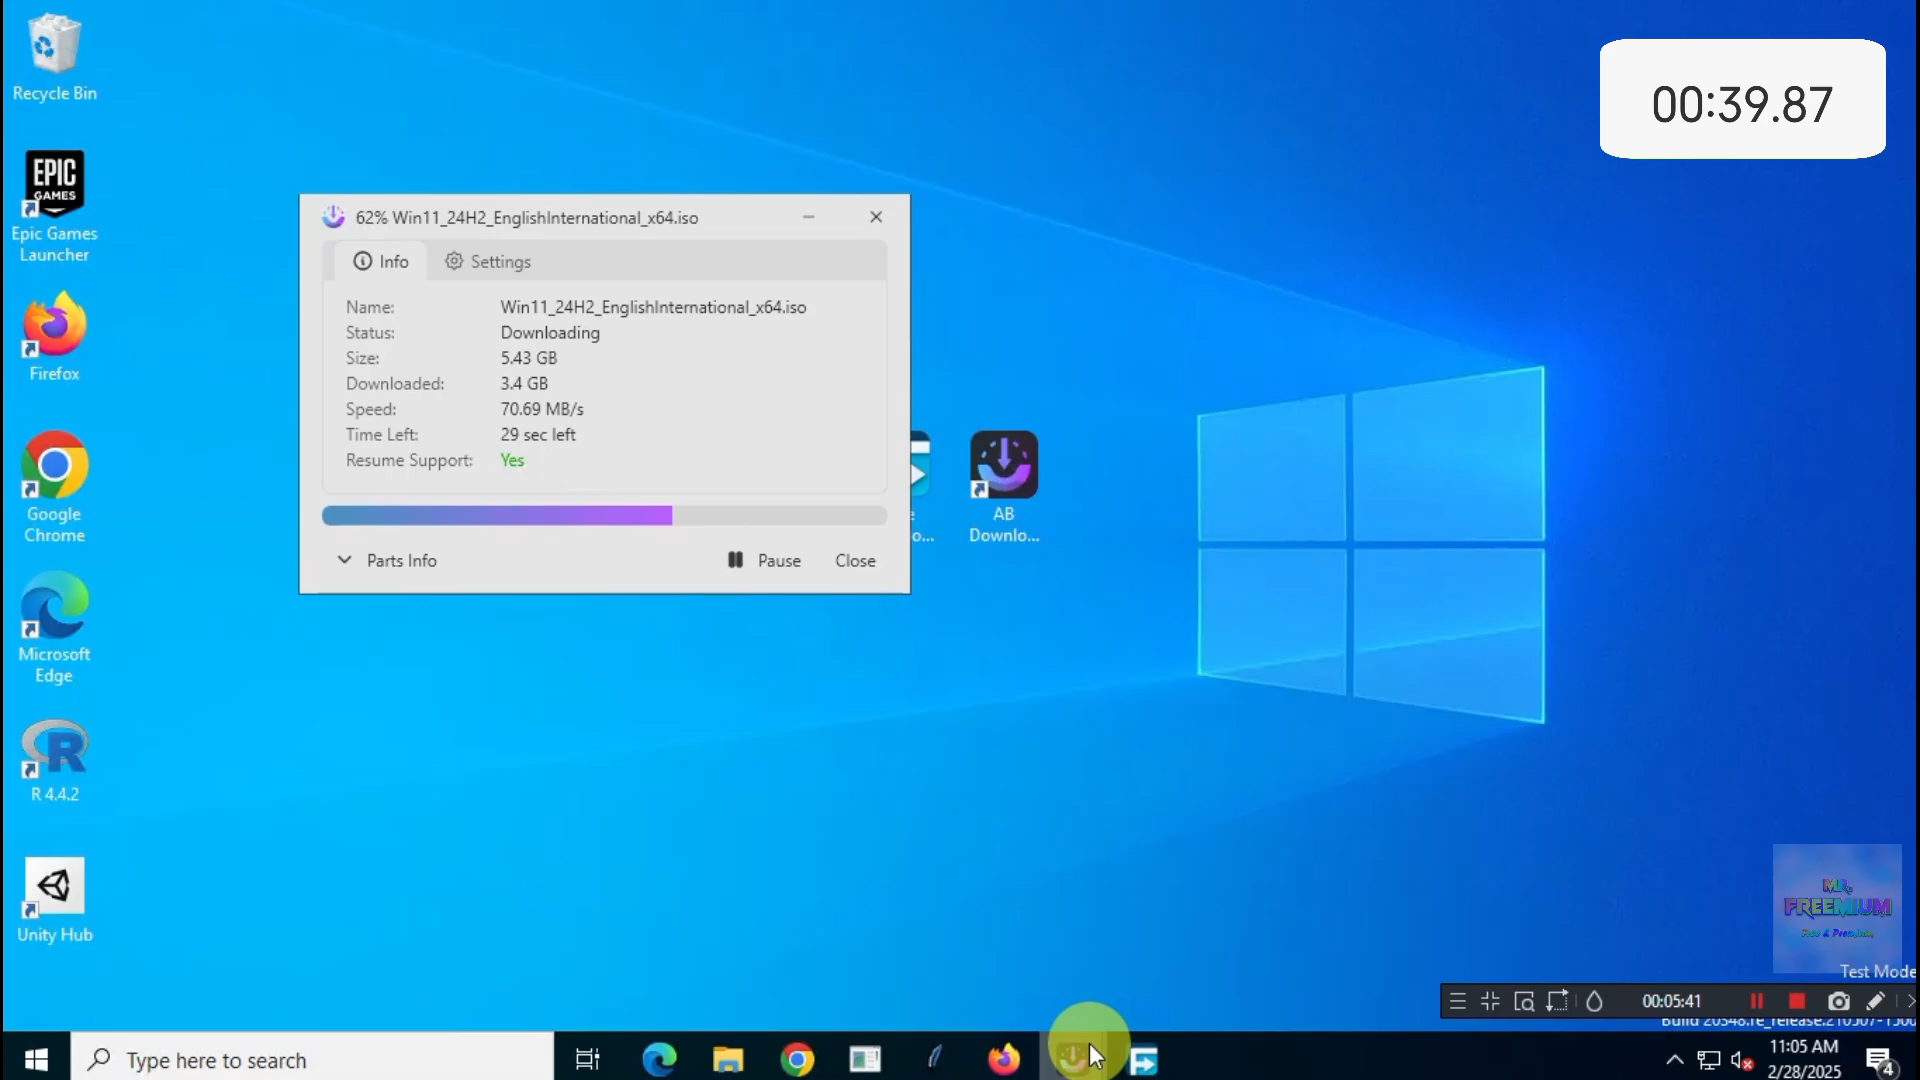 Recycle Bin
EPIC GAMES
Epic Games
Launcher
Firefox
Google
Chrome
Microsoft
Edge
R 4.4.2
Unity Hub
00:39.87
62% Win11_24H2_EnglishInternational_x64.iso
Info
Settings
Name: Win11_24H2_EnglishInternational_x64.iso
Status: Downloading
Size: 5.43 GB
Downloaded: 3.4 GB
Speed: 70.69 MB/s
Time Left: 29 sec left
Resume Support: Yes
Parts Info
Pause
Close
AB
Downlo...
FREEMIUM
Test Mode
00:05:41
Type here to search
11:05 AM
2/28/2025
4